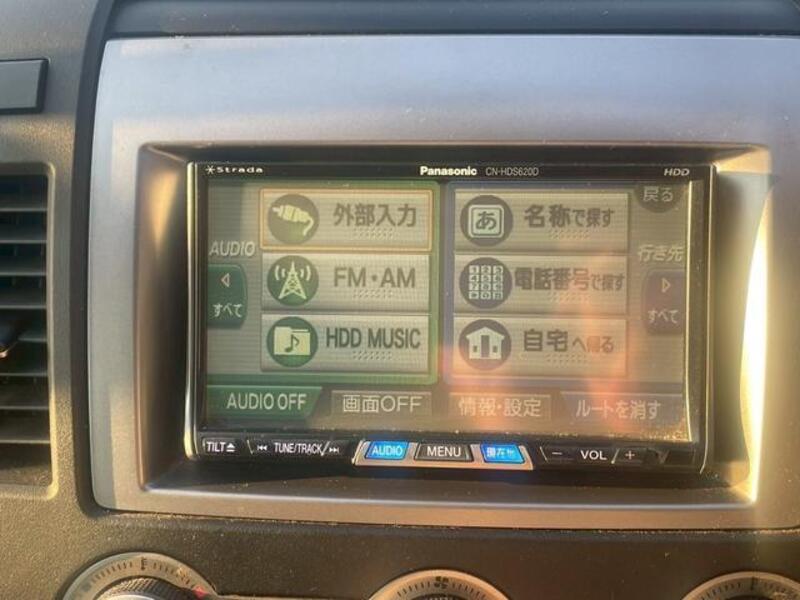 Strada Panasonic CN-HDS620D HDD
戻る
AUDIO
すべて
外部入力
FM・AM
HDD MUSIC
あ 名称で探す
電話番号で探す
自宅へ帰る
行き先
すべて
AUDIO OFF 画面OFF 情報・設定 ルートを消す
TILT TUNE/TRACK AUDIO MENU 現在地 − VOL +